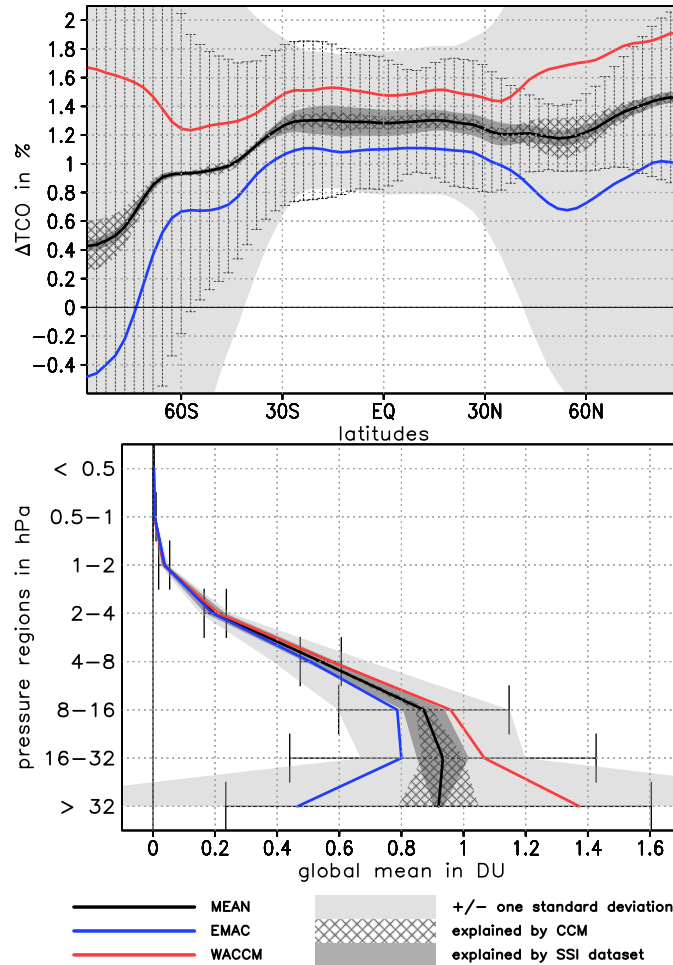 2
1.8
1.6
1.4
1.2
1
0.8
0.6
0.4
0.2
0
−0.2
−0.4
ΔTCO in %
60S 30S EQ 30N 60N
latitudes
< 0.5
0.5−1
1−2
2−4
4−8
8−16
16−32
> 32
pressure regions in hPa
0 0.2 0.4 0.6 0.8 1 1.2 1.4 1.6
global mean in DU
MEAN +/− one standard deviation
EMAC explained by CCM
WACCM explained by SSI dataset